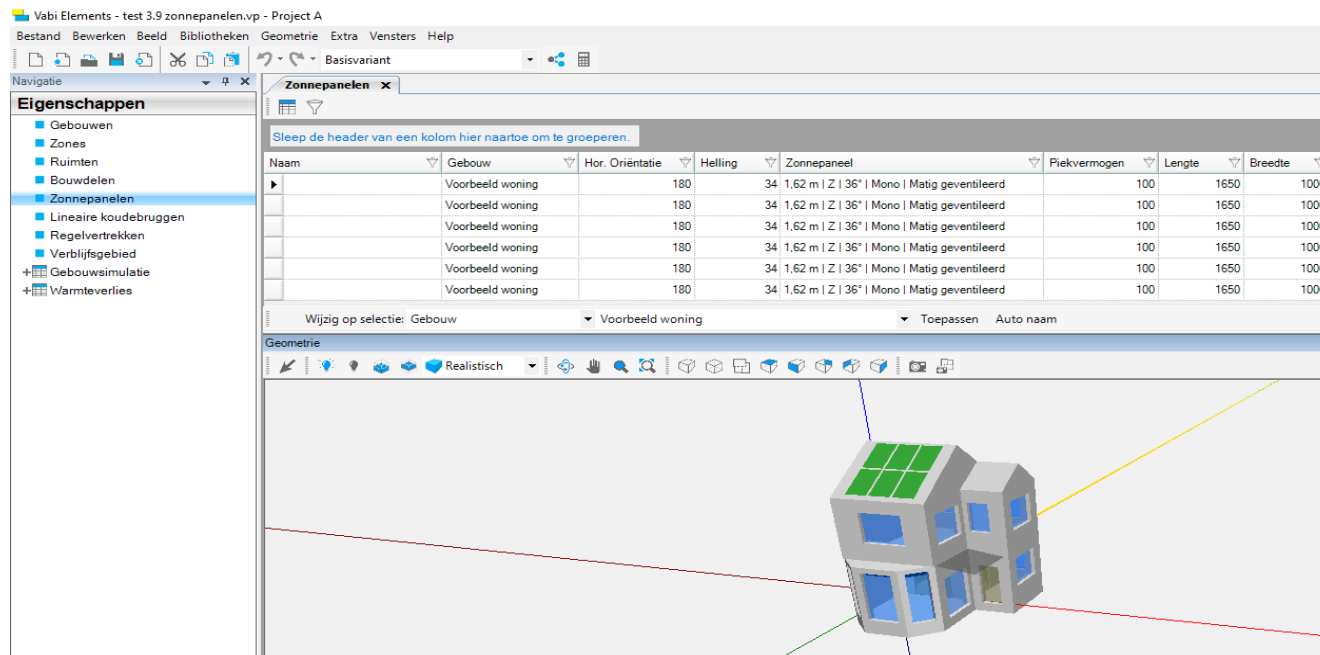 Vabi Elements - test 3.9 zonnepanelen.vp - Project A
Bestand Bewerken Beeld Bibliotheken Geometrie Extra Vensters Help
Basisvariant
Navigatie
Eigenschappen
Gebouwen
Zones
Ruimten
Bouwdelen
Zonnepanelen
Lineaire koudebruggen
Regelvertrekken
Verblijfsgebied
Gebouwsimulatie
Warmteverlies
Zonnepanelen
Sleep de header van een kolom hier naartoe om te groeperen.
Naam Gebouw Hor. Oriëntatie Helling Zonnepaneel Piekvermogen Lengte Breedte
Voorbeeld woning 180 34 1,62 m | Z | 36° | Mono | Matig geventileerd 100 1650 100
Voorbeeld woning 180 34 1,62 m | Z | 36° | Mono | Matig geventileerd 100 1650 100
Voorbeeld woning 180 34 1,62 m | Z | 36° | Mono | Matig geventileerd 100 1650 100
Voorbeeld woning 180 34 1,62 m | Z | 36° | Mono | Matig geventileerd 100 1650 100
Voorbeeld woning 180 34 1,62 m | Z | 36° | Mono | Matig geventileerd 100 1650 100
Voorbeeld woning 180 34 1,62 m | Z | 36° | Mono | Matig geventileerd 100 1650 100
Wijzig op selectie: Gebouw Voorbeeld woning Toepassen Auto naam
Geometrie
Realistisch